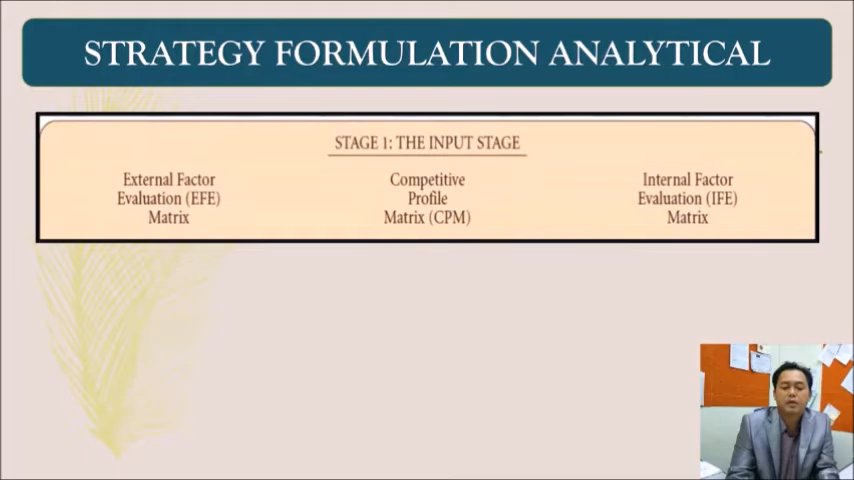 STRATEGY FORMULATION ANALYTICAL
STAGE 1: THE INPUT STAGE
External Factor
Evaluation (EFE)
Matrix
Competitive
Profile
Matrix (CPM)
Internal Factor
Evaluation (IFE)
Matrix